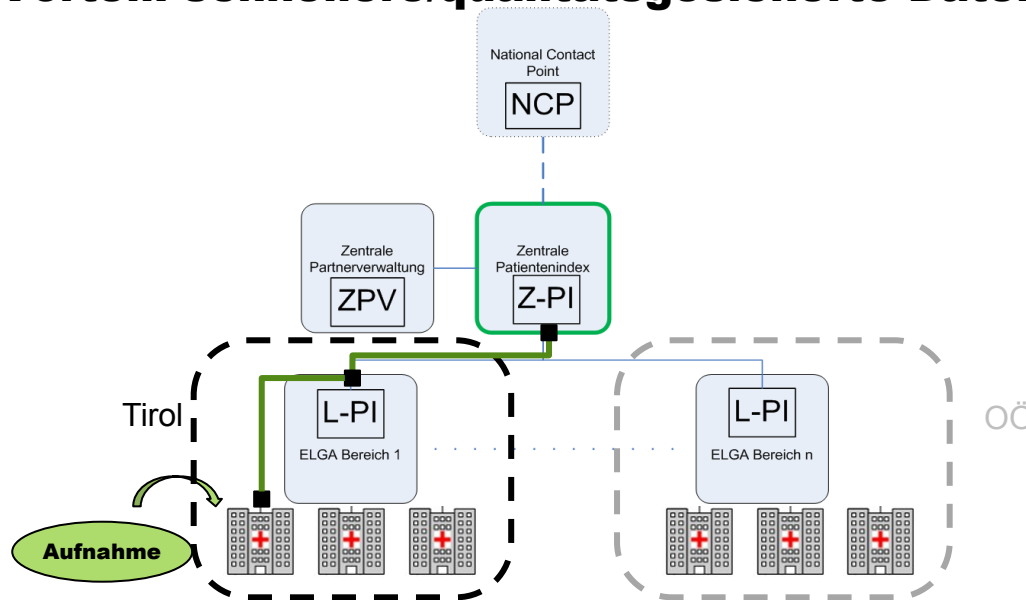 National Contact
Point
NCP
Zentrale
Partnerverwaltung
ZPV
Zentrale
Patientenindex
Z-PI
Tirol
L-PI
ELGA Bereich 1
L-PI
ELGA Bereich n
OÖ
Aufnahme